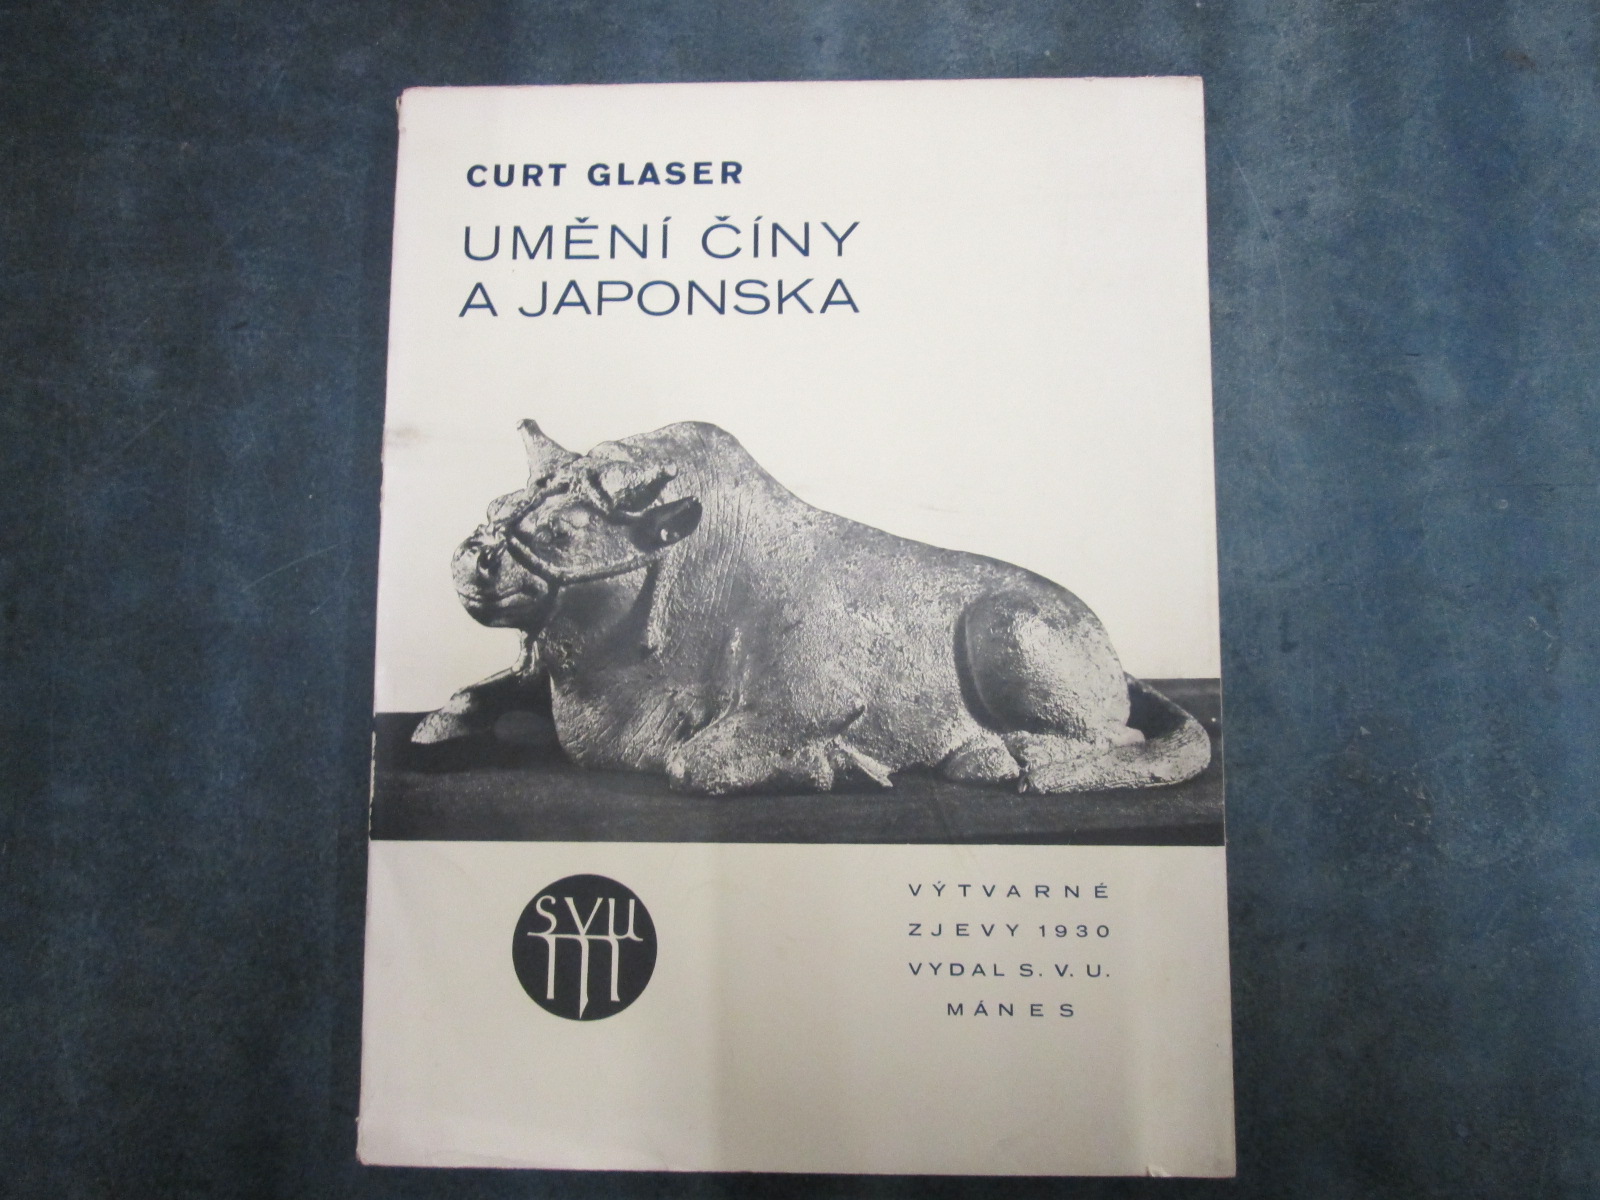 CURT GLASER
UMĚNÍ ČÍNY
A JAPONSKA
SVU
M
VÝTVARNÉ
ZJEVY 1930
VYDAL S. V. U.
MÁNES